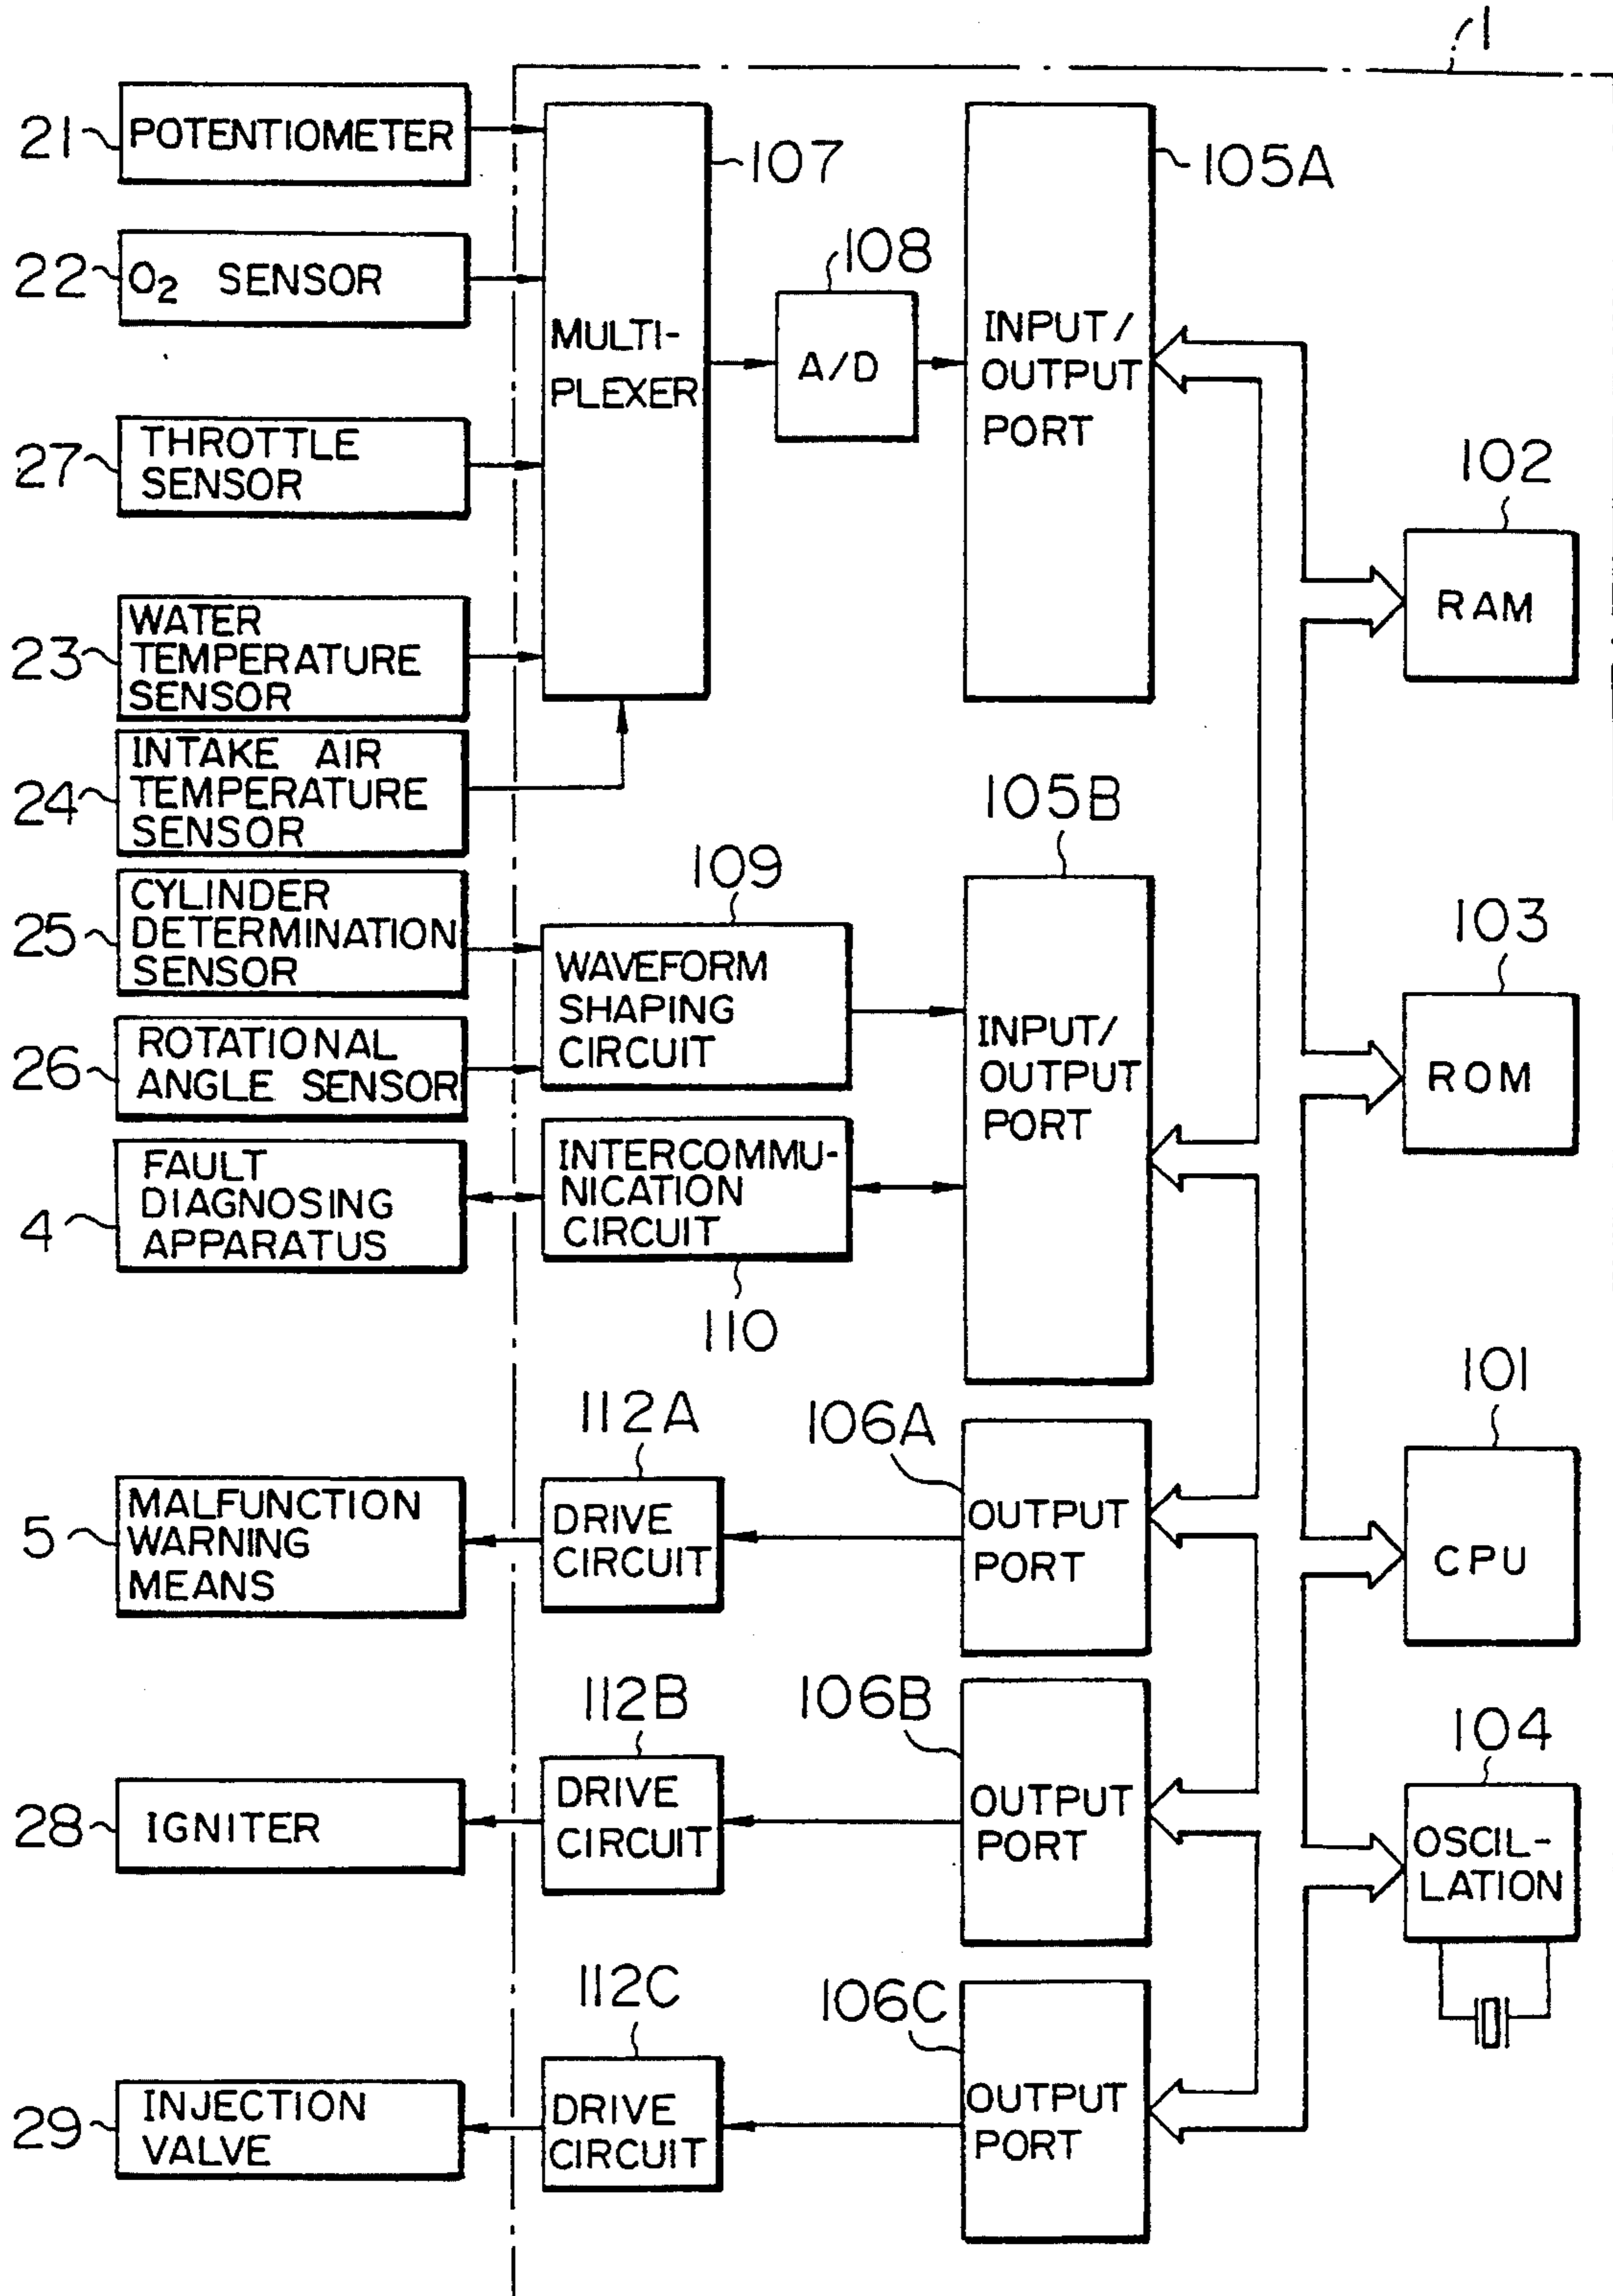 1
21
POTENTIOMETER
107
105A
22
O2 SENSOR
108
MULTI-
PLEXER
A/D
INPUT/
OUTPUT
PORT
27
THROTTLE
SENSOR
102
RAM
23
WATER
TEMPERATURE
SENSOR
24
INTAKE AIR
TEMPERATURE
SENSOR
105B
109
25
CYLINDER
DETERMINATION
SENSOR
WAVEFORM
SHAPING
CIRCUIT
103
ROM
26
ROTATIONAL
ANGLE SENSOR
INPUT/
OUTPUT
PORT
4
FAULT
DIAGNOSING
APPARATUS
INTERCOMMU-
NICATION
CIRCUIT
110
101
CPU
112A
106A
5
MALFUNCTION
WARNING
MEANS
DRIVE
CIRCUIT
OUTPUT
PORT
112B
106B
104
28
IGNITER
DRIVE
CIRCUIT
OUTPUT
PORT
OSCIL-
LATION
112C
106C
29
INJECTION
VALVE
DRIVE
CIRCUIT
OUTPUT
PORT